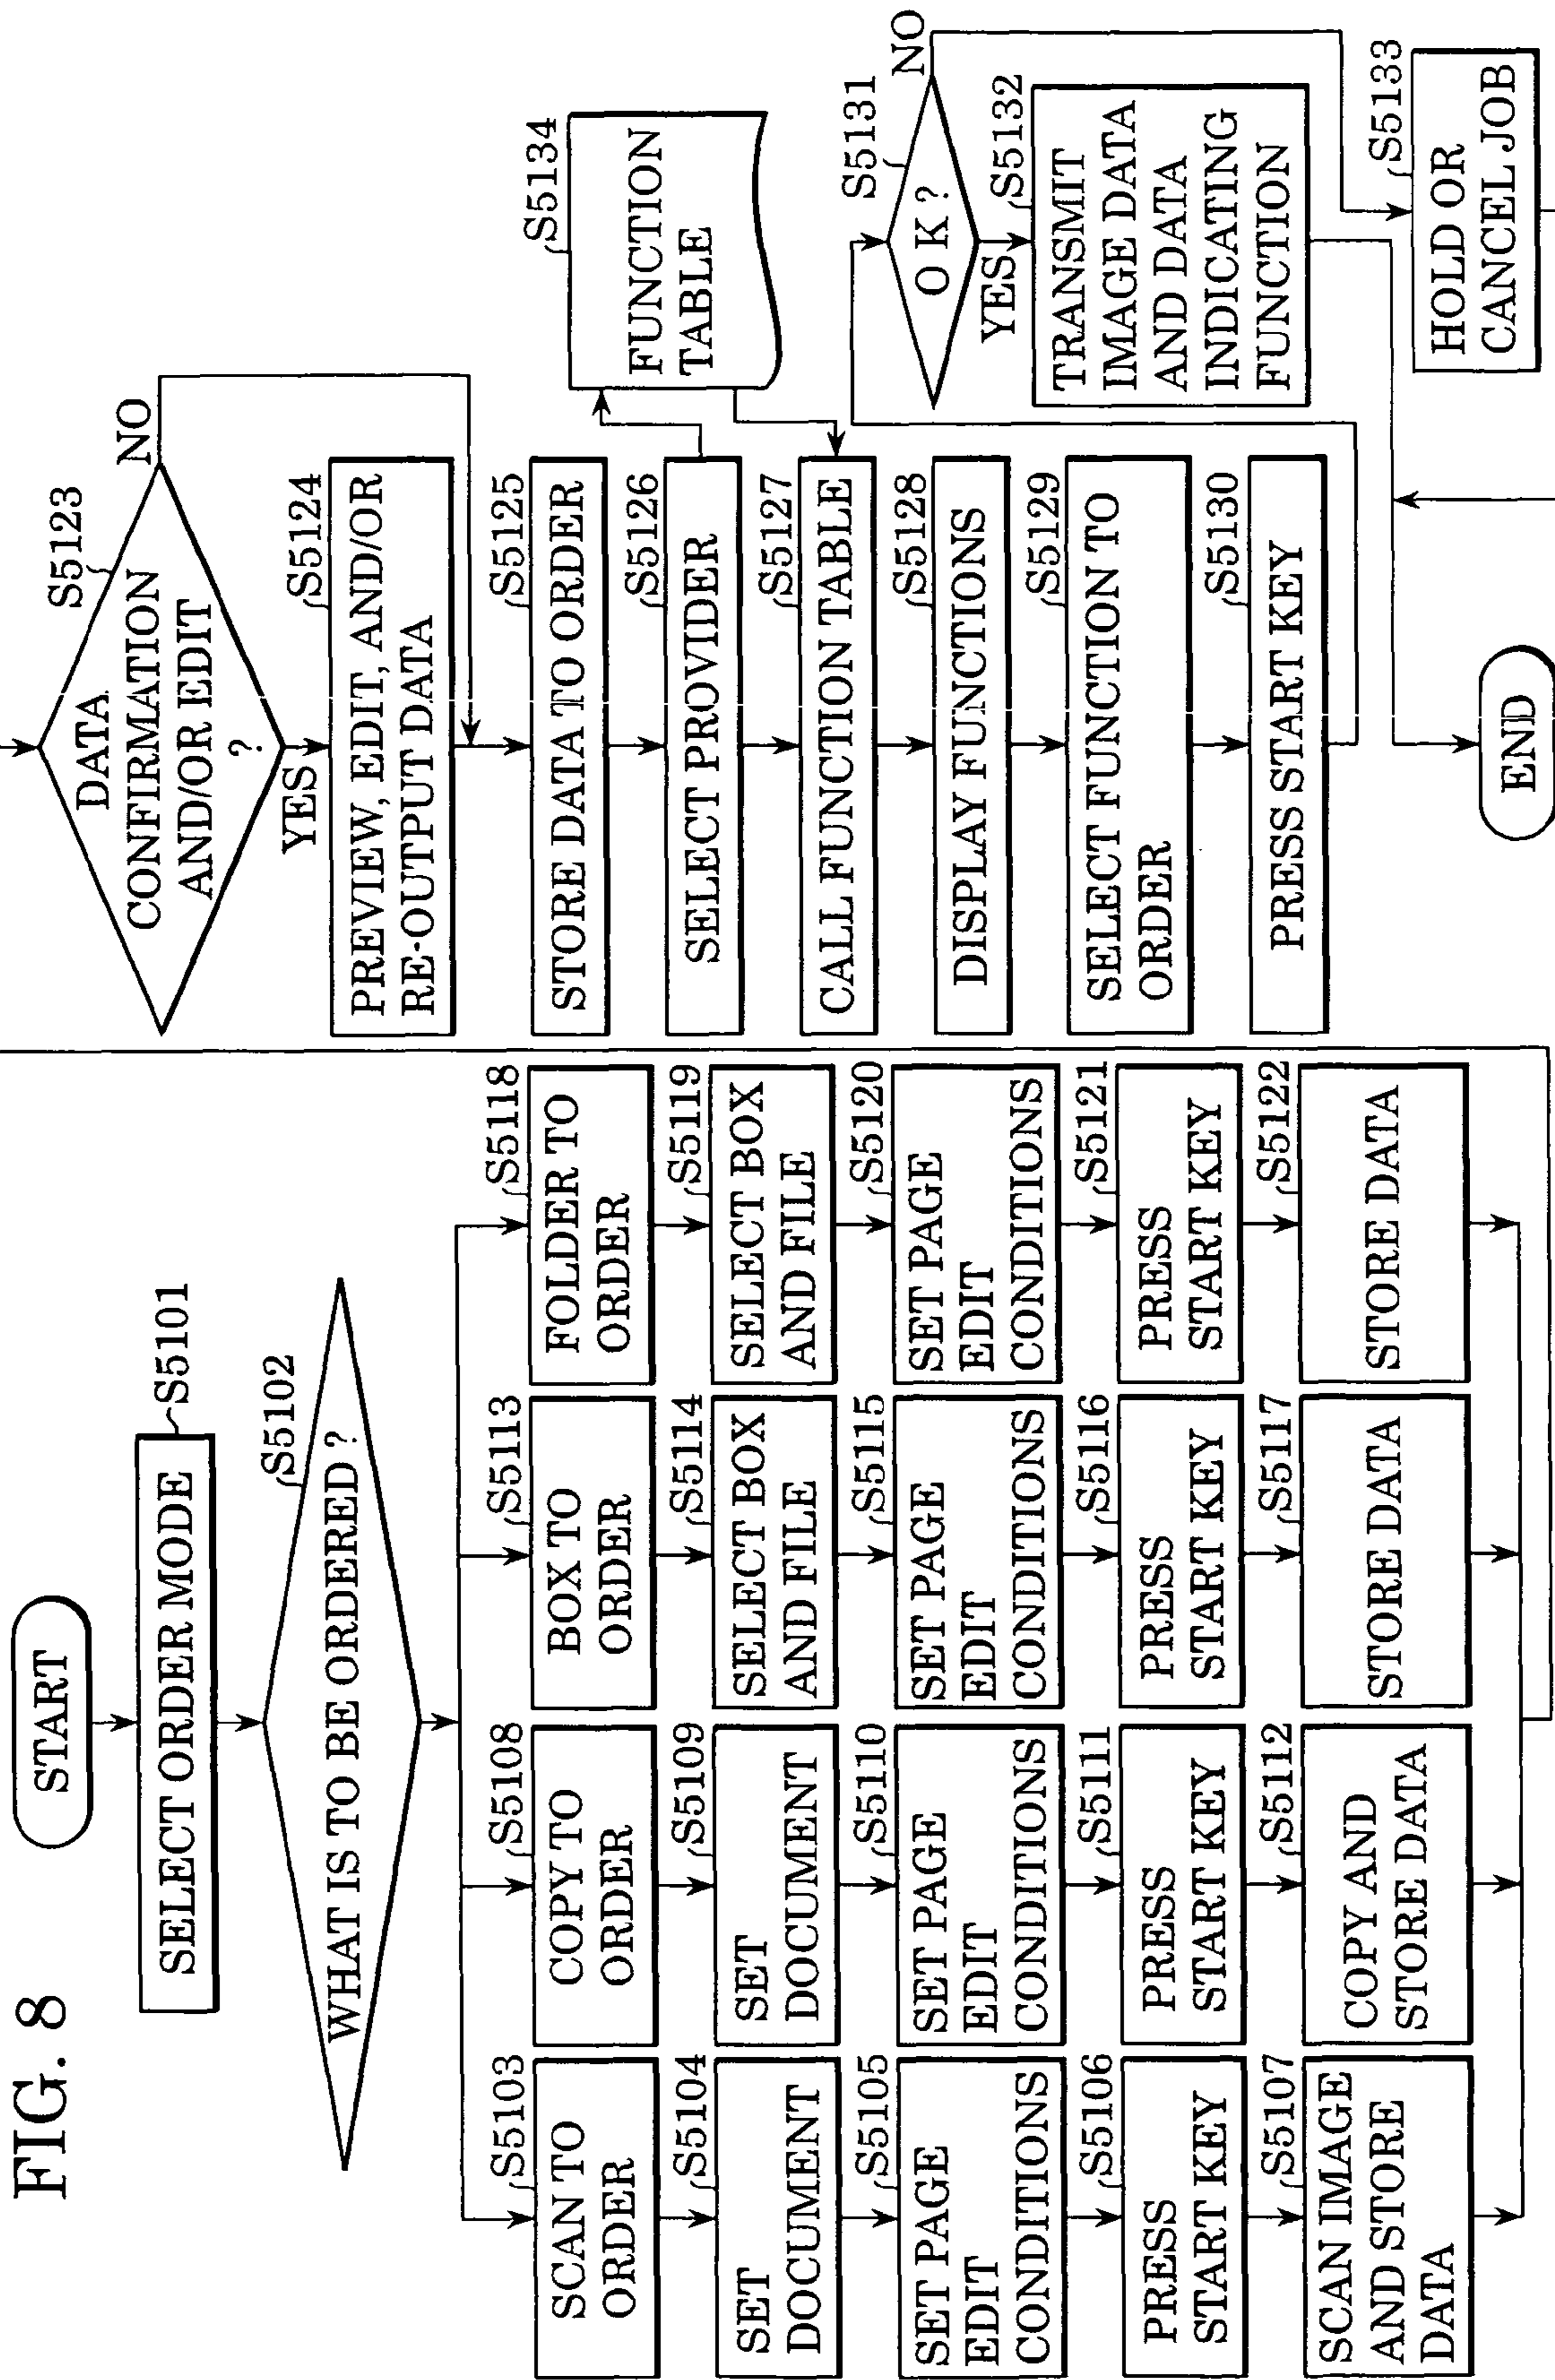 FIG. 8
START
SELECT ORDER MODE
S5101
WHAT IS TO BE ORDERED?
S5102
SCAN TO
ORDER
S5103
SET
DOCUMENT
S5104
SET PAGE
EDIT
CONDITIONS
S5105
PRESS
START KEY
S5106
SCAN IMAGE
AND STORE
DATA
S5107
COPY TO
ORDER
S5108
SET
DOCUMENT
S5109
SET PAGE
EDIT
CONDITIONS
S5110
PRESS
START KEY
S5111
COPY AND
STORE DATA
S5112
BOX TO
ORDER
S5113
SELECT BOX
AND FILE
S5114
SET PAGE
EDIT
CONDITIONS
S5115
PRESS
START KEY
S5116
STORE DATA
S5117
FOLDER TO
ORDER
S5118
SELECT BOX
AND FILE
S5119
SET PAGE
EDIT
CONDITIONS
S5120
PRESS
START KEY
S5121
STORE DATA
S5122
DATA
CONFIRMATION
AND/OR EDIT
?
S5123
NO
YES
PREVIEW, EDIT, AND/OR
RE-OUTPUT DATA
S5124
STORE DATA TO ORDER
S5125
SELECT PROVIDER
S5126
CALL FUNCTION TABLE
S5127
DISPLAY FUNCTIONS
S5128
SELECT FUNCTION TO
ORDER
S5129
PRESS START KEY
S5130
FUNCTION
TABLE
S5134
OK?
S5131
NO
YES
TRANSMIT
IMAGE DATA
AND DATA
INDICATING
FUNCTION
S5132
HOLD OR
CANCEL JOB
S5133
END